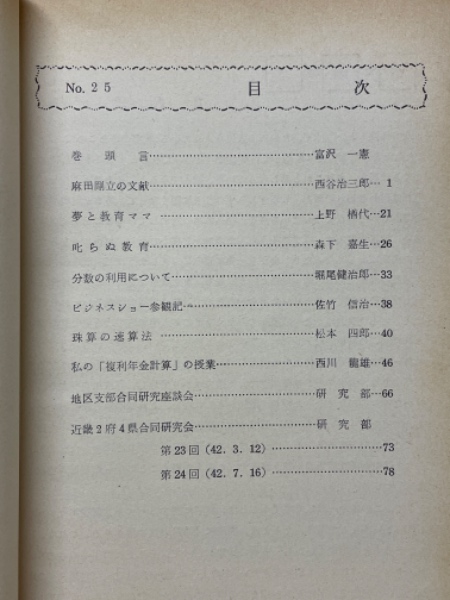 No. 25 目次
巻頭言……富沢 一憲
麻田剛立の文献……西谷治三郎…1
夢と教育ママ……上野 栖代…21
叱らぬ教育……森下 嘉生…26
分数の利用について……堀尾健治郎…33
ビジネスショー参観記……佐竹 信治…38
珠算の速算法……松本 四郎…40
私の「複利年金計算」の授業……西川 龍雄…46
地区支部合同研究座談会……研究部…66
近畿2府4県合同研究会……研究部
第23回(42.3.12)……73
第24回(42.7.16)……78